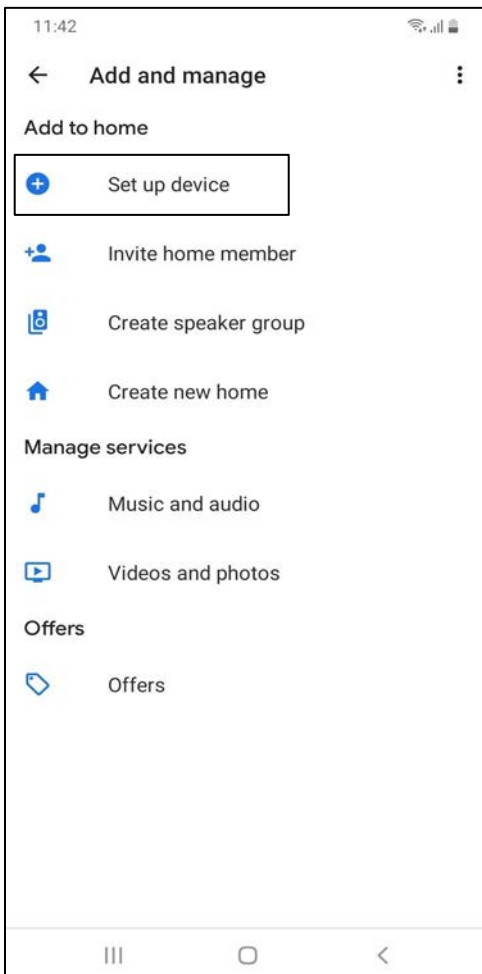 11:42
Add and manage
Add to home
Set up device
Invite home member
Create speaker group
Create new home
Manage services
Music and audio
Videos and photos
Offers
Offers